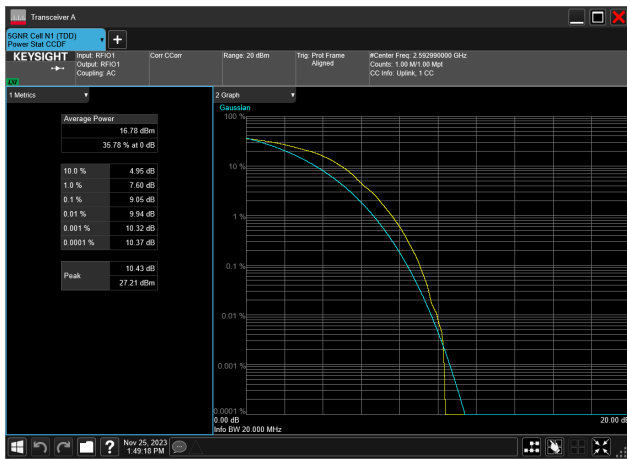 Transceiver A
5GNR Cell N1 (TDD)
Power Stat CCDF
KEYSIGHT
Input: RFIO1
Output: RFIO1
Coupling: AC
Corr CCorr
Range: 20 dBm
Trig: Prot Frame
Aligned
#Center Freq: 2.592990000 GHz
Counts: 1.00 M/1.00 Mpt
CC Info: Uplink, 1 CC
1 Metrics
Average Power
16.78 dBm
35.78 % at 0 dB
10.0 % 4.95 dB
1.0 % 7.60 dB
0.1 % 9.05 dB
0.01 % 9.94 dB
0.001 % 10.32 dB
0.0001 % 10.37 dB
Peak
10.43 dB
27.21 dBm
2 Graph
Gaussian
100 %
10 %
1 %
0.1 %
0.01 %
0.001 %
0.0001 %
0.00 dB
20.00 dB
Info BW 20.000 MHz
Nov 25, 2023
1:49:18 PM